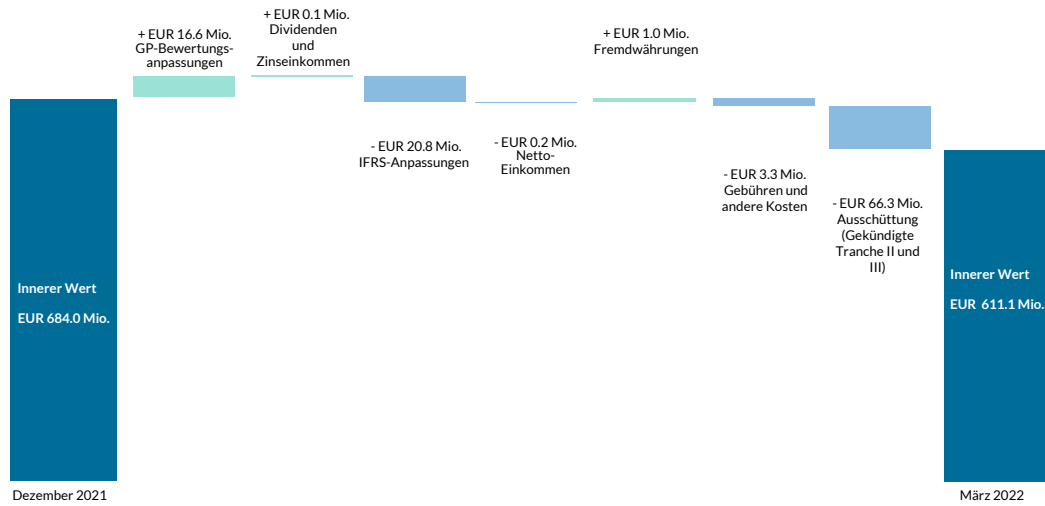 + EUR 16.6 Mio.
GP-Bewertungs-
anpassungen
+ EUR 0.1 Mio.
Dividenden
und
Zinseinkommen
- EUR 20.8 Mio.
IFRS-Anpassungen
- EUR 0.2 Mio.
Netto-
Einkommen
+ EUR 1.0 Mio.
Fremdwährungen
- EUR 3.3 Mio.
Gebühren und
andere Kosten
- EUR 66.3 Mio.
Ausschüttung
(Gekündigte
Tranche II und
III)
Innerer Wert
EUR 684.0 Mio.
Innerer Wert
EUR 611.1 Mio.
Dezember 2021
März 2022